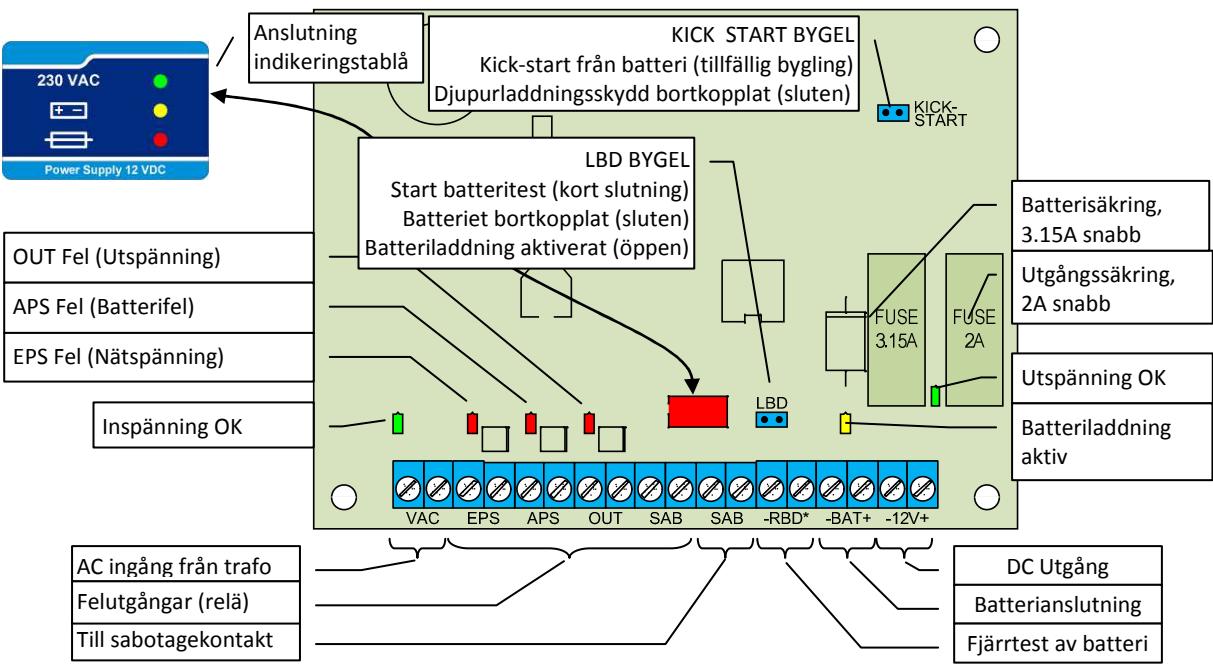 Anslutning
indikeringstablå
KICK START BYGEL
Kick-start från batteri (tillfällig bygling)
Djupurladdningsskydd bortkopplat (sluten)
230 VAC
Power Supply 12 VDC
KICK-
START
LBD BYGEL
Start batteritest (kort slutning)
Batteriet bortkopplat (sluten)
Batteriladdning aktiverat (öppen)
Batterisäkring,
3.15A snabb
OUT Fel (Utspänning)
APS Fel (Batterifel)
EPS Fel (Nätspänning)
Inspänning OK
Utgångssäkring,
2A snabb
FUSE
3.15A
FUSE
2A
Utspänning OK
Batteriladdning
aktiv
LBD
VAC EPS APS OUT SAB SAB -RBD* -BAT+ -12V+
AC ingång från trafo
Felutgångar (relä)
Till sabotagekontakt
DC Utgång
Batterianslutning
Fjärrtest av batteri